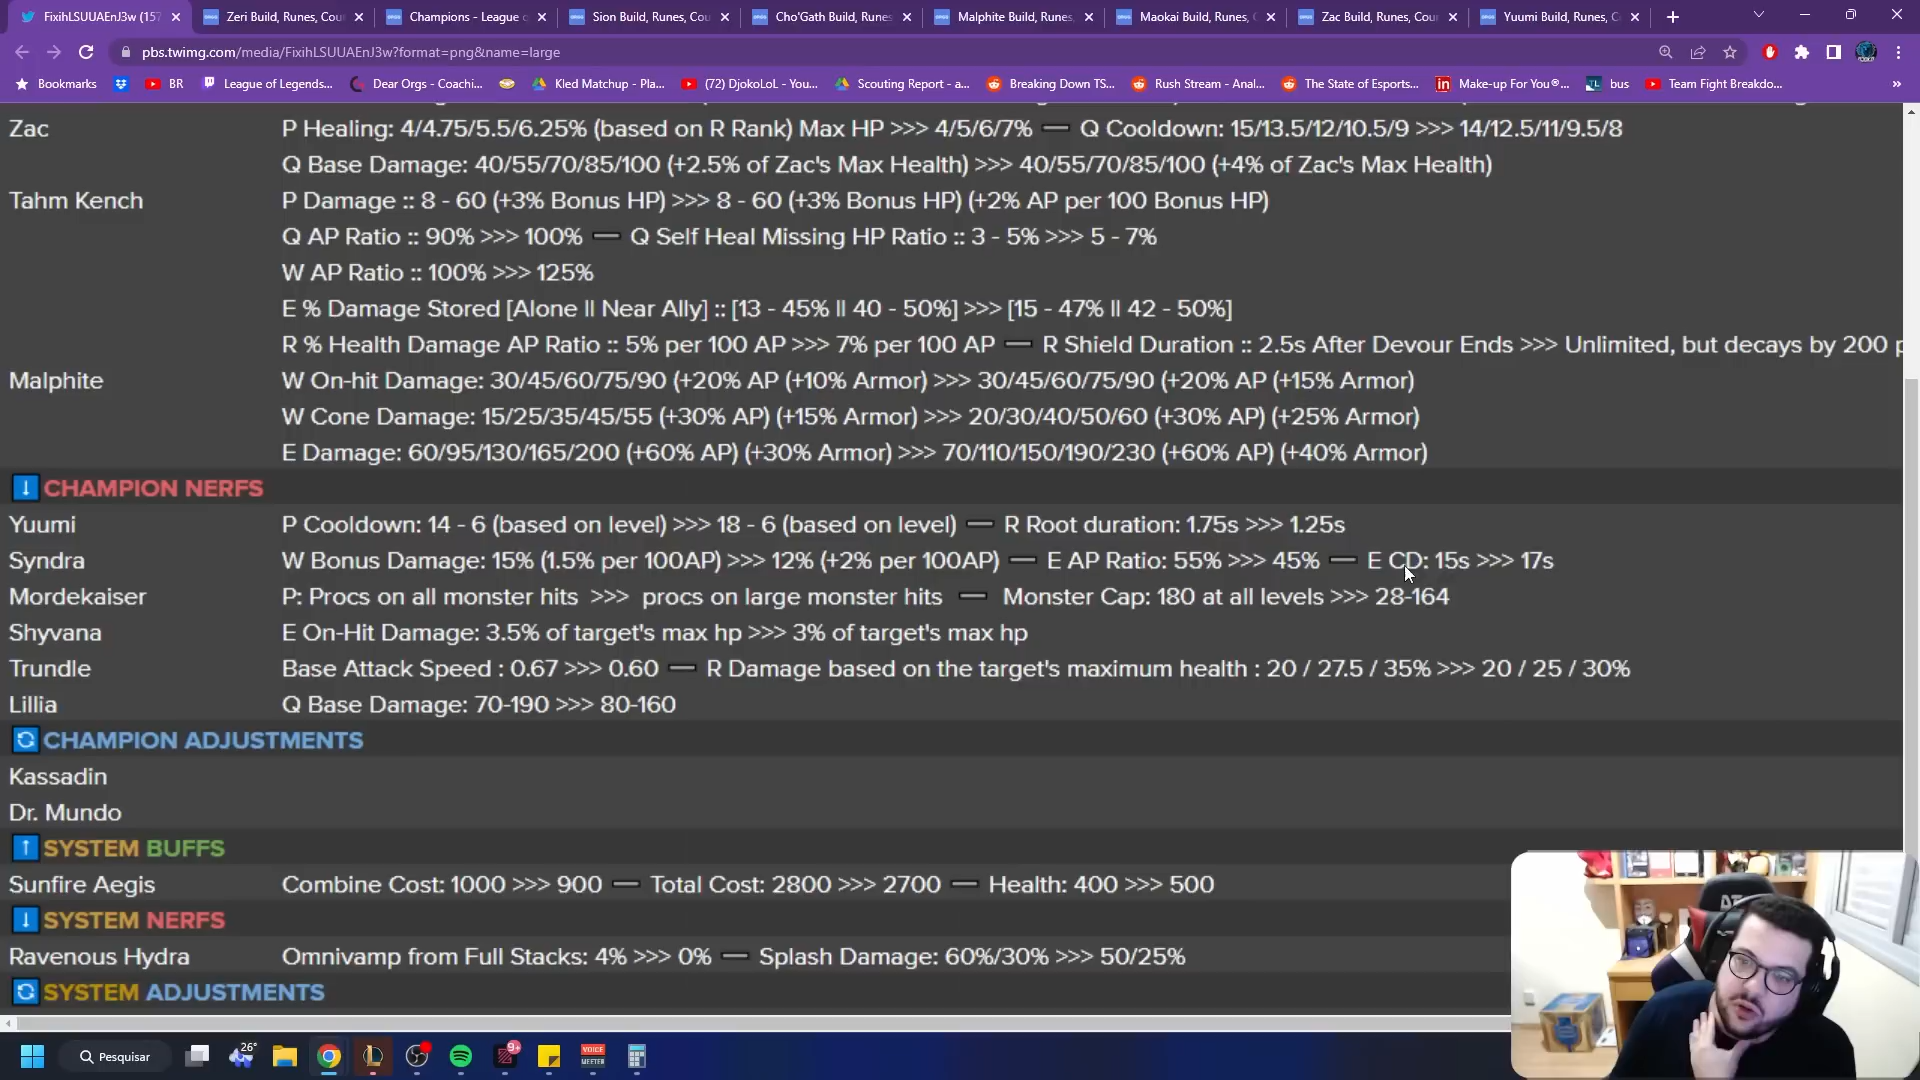 FixihLSUUAEnJ3w (157
Zeri Build, Runes, Cou
Champions - League o
Sion Build, Runes, Cou
Cho'Gath Build, Runes
Malphite Build, Runes,
Maokai Build, Runes,
Zac Build, Runes, Cou
Yuumi Build, Runes, C
pbs.twimg.com/media/FixihLSUUAEnJ3w?format=png&name=large
Bookmarks
BR
League of Legends...
Dear Orgs - Coachi...
Kled Matchup - Pla...
(72) DjokoLoL - You...
Scouting Report - a...
Breaking Down TS...
Rush Stream - Anal...
The State of Esports...
Make-up For You®...
bus
Team Fight Breakdo...
Zac P Healing: 4/4.75/5.5/6.25% (based on R Rank) Max HP >>> 4/5/6/7% — Q Cooldown: 15/13.5/12/10.5/9 >>> 14/12.5/11/9.5/8
Q Base Damage: 40/55/70/85/100 (+2.5% of Zac's Max Health) >>> 40/55/70/85/100 (+4% of Zac's Max Health)
Tahm Kench P Damage :: 8 - 60 (+3% Bonus HP) >>> 8 - 60 (+3% Bonus HP) (+2% AP per 100 Bonus HP)
Q AP Ratio :: 90% >>> 100% — Q Self Heal Missing HP Ratio :: 3 - 5% >>> 5 - 7%
W AP Ratio :: 100% >>> 125%
E % Damage Stored [Alone || Near Ally] :: [13 - 45% || 40 - 50%] >>> [15 - 47% || 42 - 50%]
R % Health Damage AP Ratio :: 5% per 100 AP >>> 7% per 100 AP — R Shield Duration :: 2.5s After Devour Ends >>> Unlimited, but decays by 200 p
Malphite W On-hit Damage: 30/45/60/75/90 (+20% AP (+10% Armor) >>> 30/45/60/75/90 (+20% AP (+15% Armor)
W Cone Damage: 15/25/35/45/55 (+30% AP) (+15% Armor) >>> 20/30/40/50/60 (+30% AP) (+25% Armor)
E Damage: 60/95/130/165/200 (+60% AP) (+30% Armor) >>> 70/110/150/190/230 (+60% AP) (+40% Armor)
CHAMPION NERFS
Yuumi P Cooldown: 14 - 6 (based on level) >>> 18 - 6 (based on level) — R Root duration: 1.75s >>> 1.25s
Syndra W Bonus Damage: 15% (1.5% per 100AP) >>> 12% (+2% per 100AP) — E AP Ratio: 55% >>> 45% — E CD: 15s >>> 17s
Mordekaiser P: Procs on all monster hits >>> procs on large monster hits — Monster Cap: 180 at all levels >>> 28-164
Shyvana E On-Hit Damage: 3.5% of target's max hp >>> 3% of target's max hp
Trundle Base Attack Speed : 0.67 >>> 0.60 — R Damage based on the target's maximum health : 20 / 27.5 / 35% >>> 20 / 25 / 30%
Lillia Q Base Damage: 70-190 >>> 80-160
CHAMPION ADJUSTMENTS
Kassadin
Dr. Mundo
SYSTEM BUFFS
Sunfire Aegis Combine Cost: 1000 >>> 900 — Total Cost: 2800 >>> 2700 — Health: 400 >>> 500
SYSTEM NERFS
Ravenous Hydra Omnivamp from Full Stacks: 4% >>> 0% — Splash Damage: 60%/30% >>> 50/25%
SYSTEM ADJUSTMENTS
Pesquisar
26°
9+
VOICE
MEETER